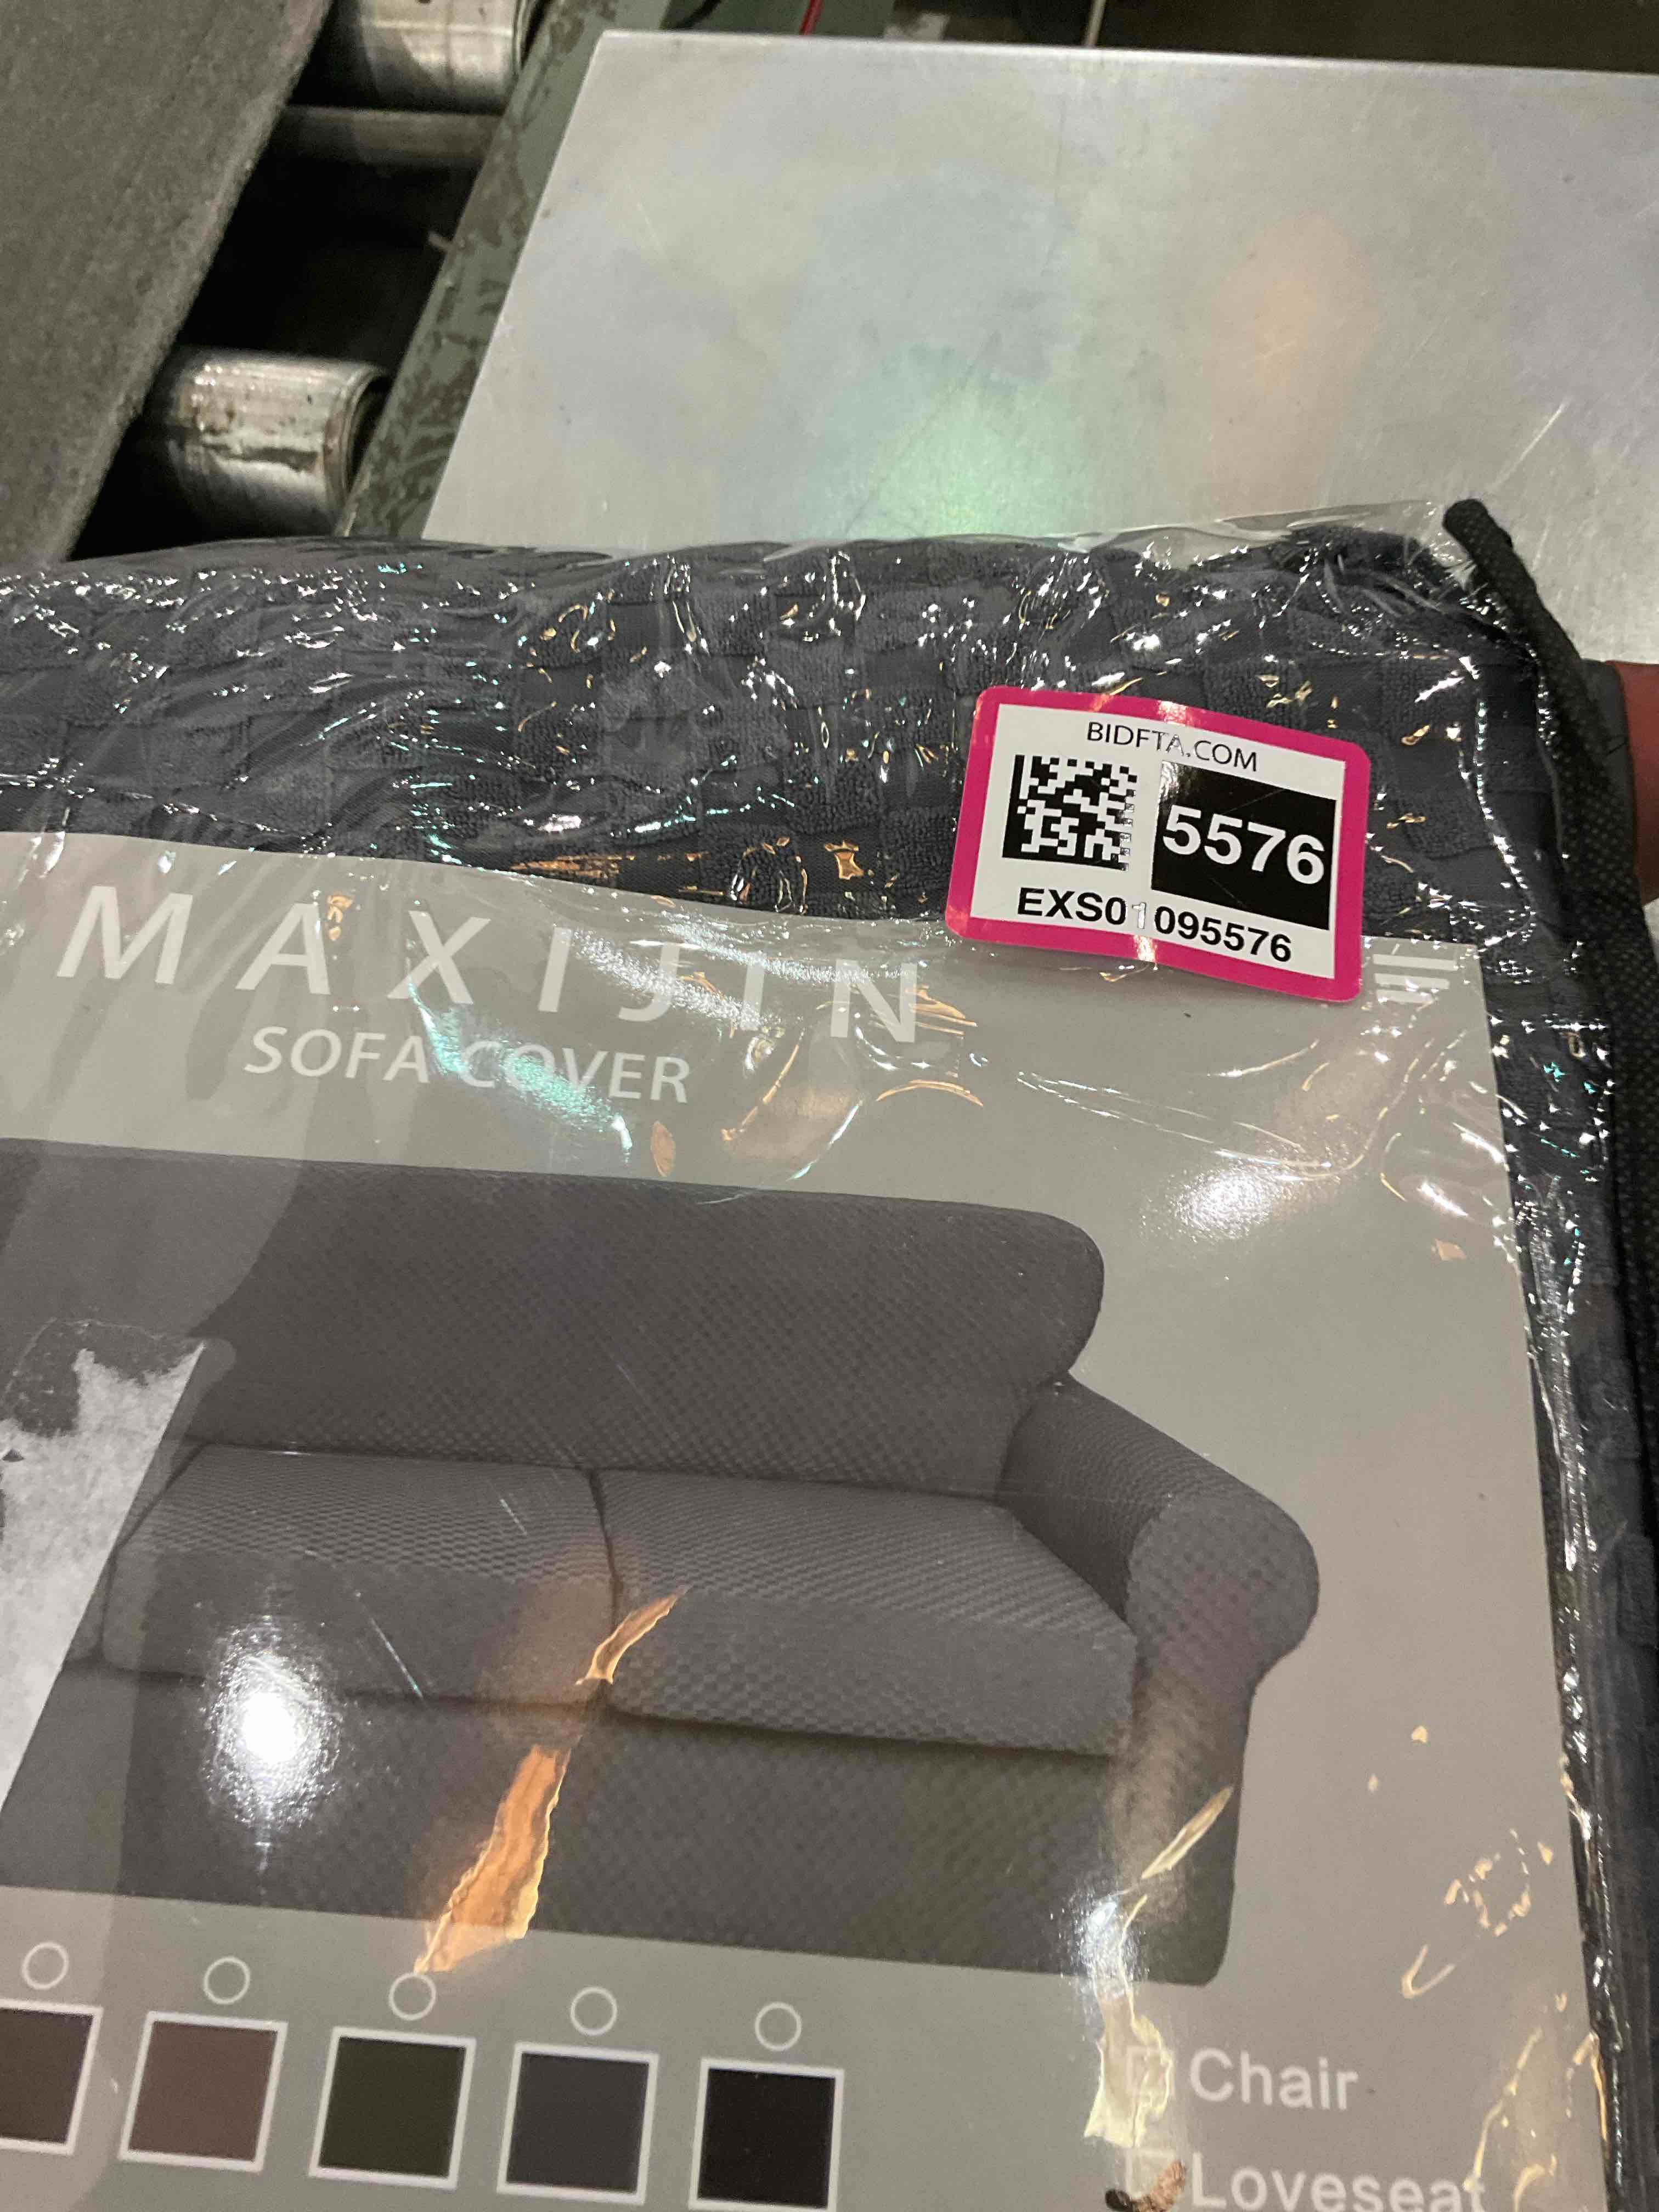 BIDFTA.COM
5576
EXS01095576
MAXIJIN
SOFA COVER
Chair
Loveseat